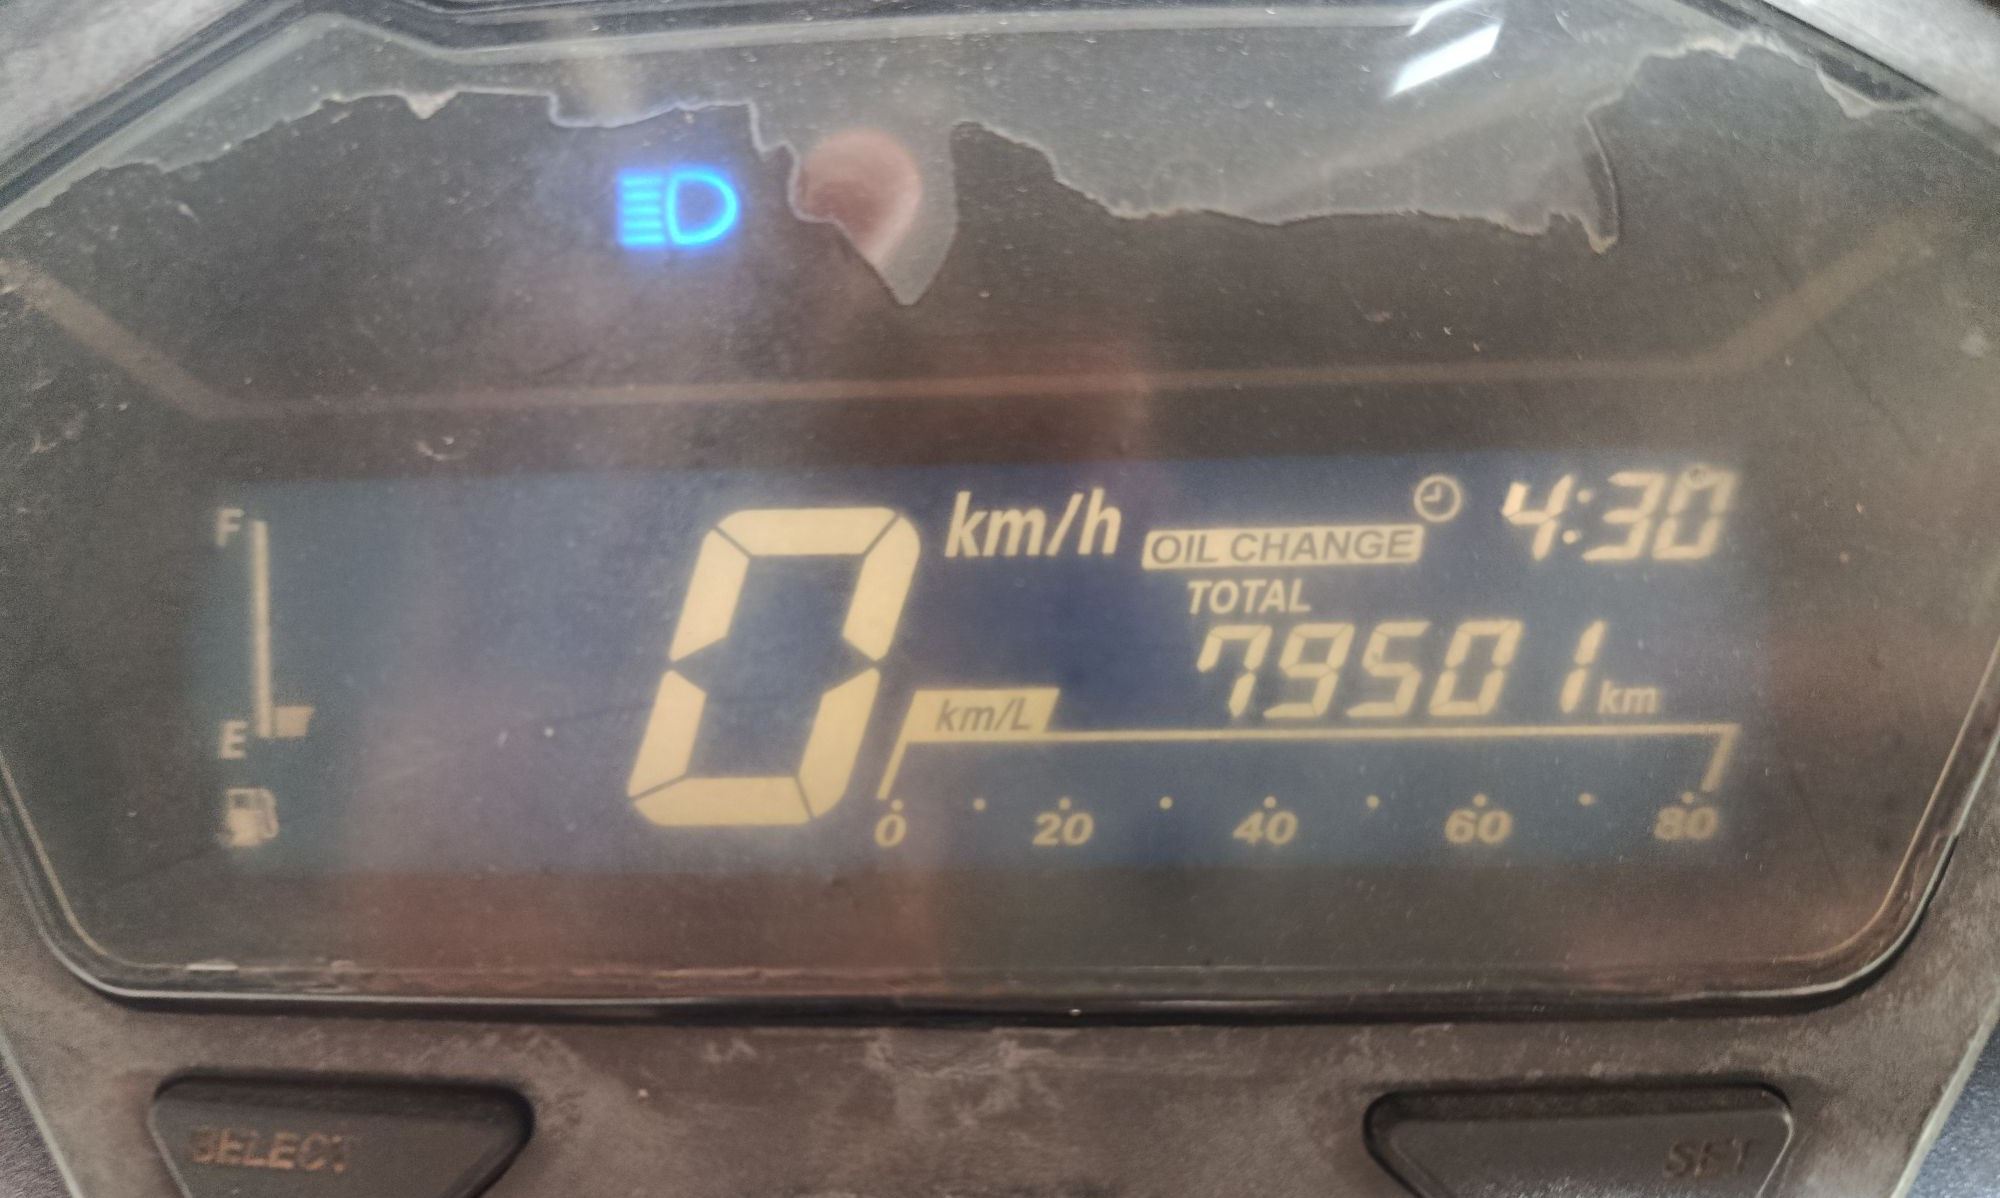 F
km/h
4:30
OIL CHANGE
TOTAL
79501 km
0
E
km/L
0 20 40 60 80
SELECT
SET